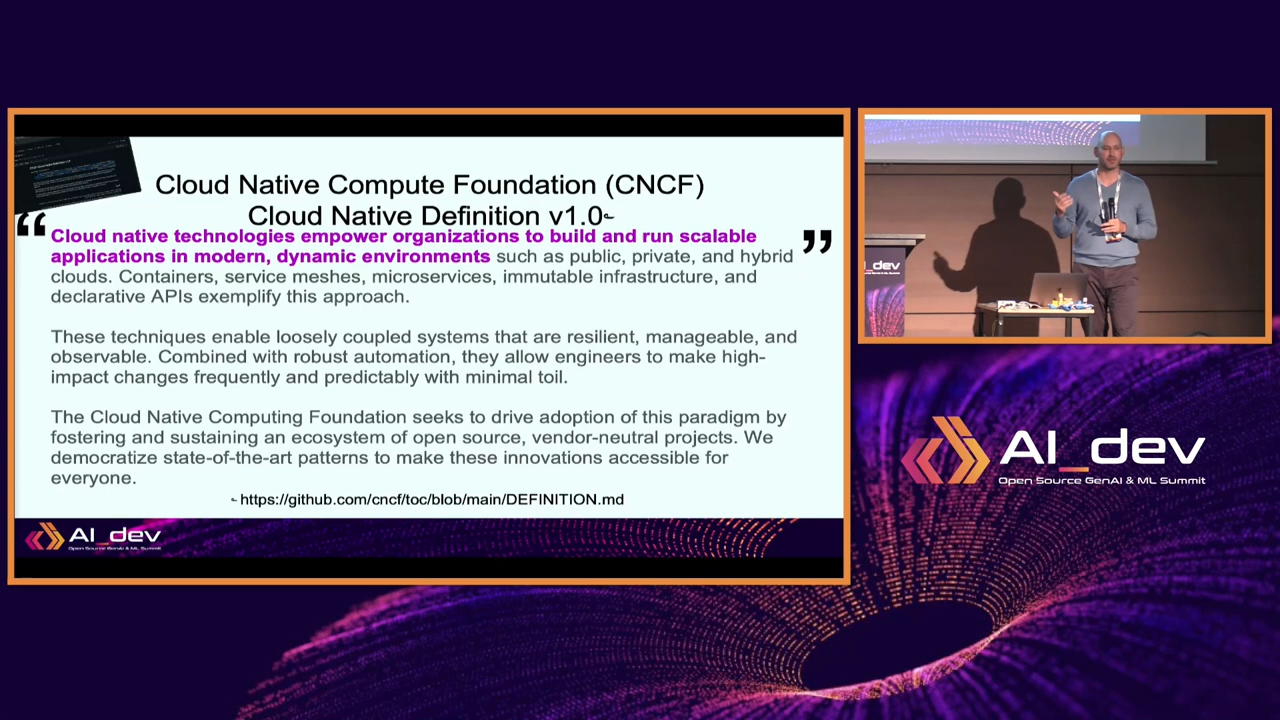 Cloud Native Compute Foundation (CNCF)
Cloud Native Definition v1.0
“
Cloud native technologies empower organizations to build and run scalable
applications in modern, dynamic environments such as public, private, and hybrid
clouds. Containers, service meshes, microservices, immutable infrastructure, and
declarative APIs exemplify this approach.
”
These techniques enable loosely coupled systems that are resilient, manageable, and
observable. Combined with robust automation, they allow engineers to make high-
impact changes frequently and predictably with minimal toil.
The Cloud Native Computing Foundation seeks to drive adoption of this paradigm by
fostering and sustaining an ecosystem of open source, vendor-neutral projects. We
democratize state-of-the-art patterns to make these innovations accessible for
everyone.
https://github.com/cncf/toc/blob/main/DEFINITION.md
AI_dev
Open Source GenAI & ML Summit
_dev
AI_dev
Open Source GenAI & ML Summit